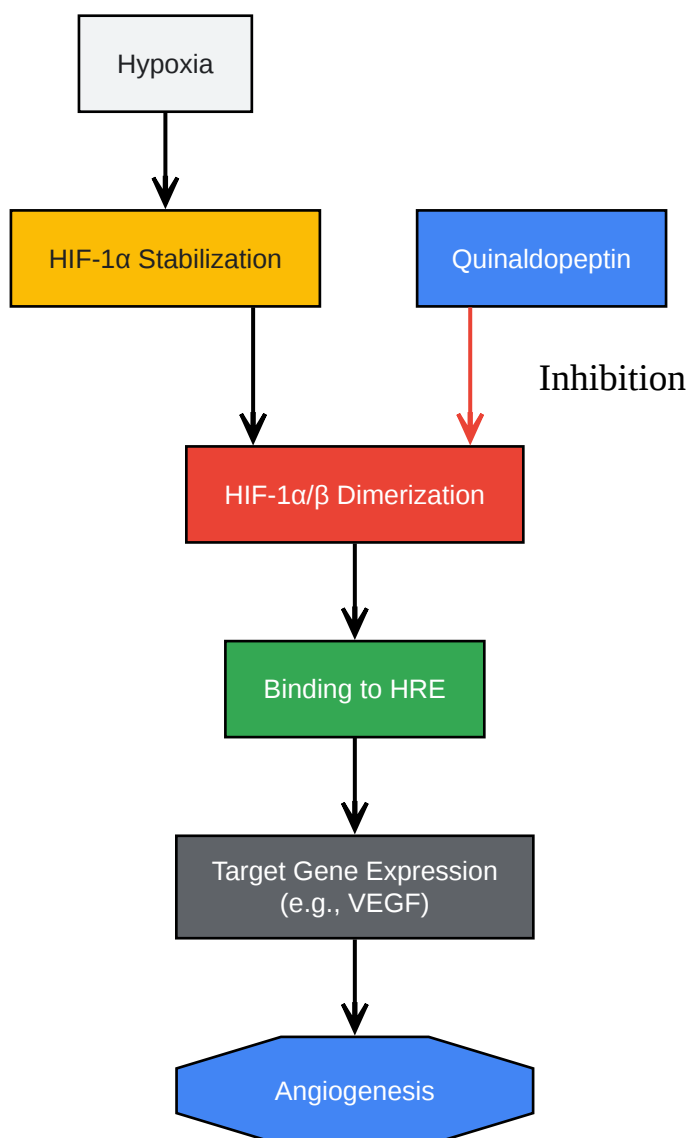 Hypoxia
HIF-1α Stabilization
Quinaldopeptin
Inhibition
HIF-1α/β Dimerization
Binding to HRE
Target Gene Expression
(e.g., VEGF)
Angiogenesis